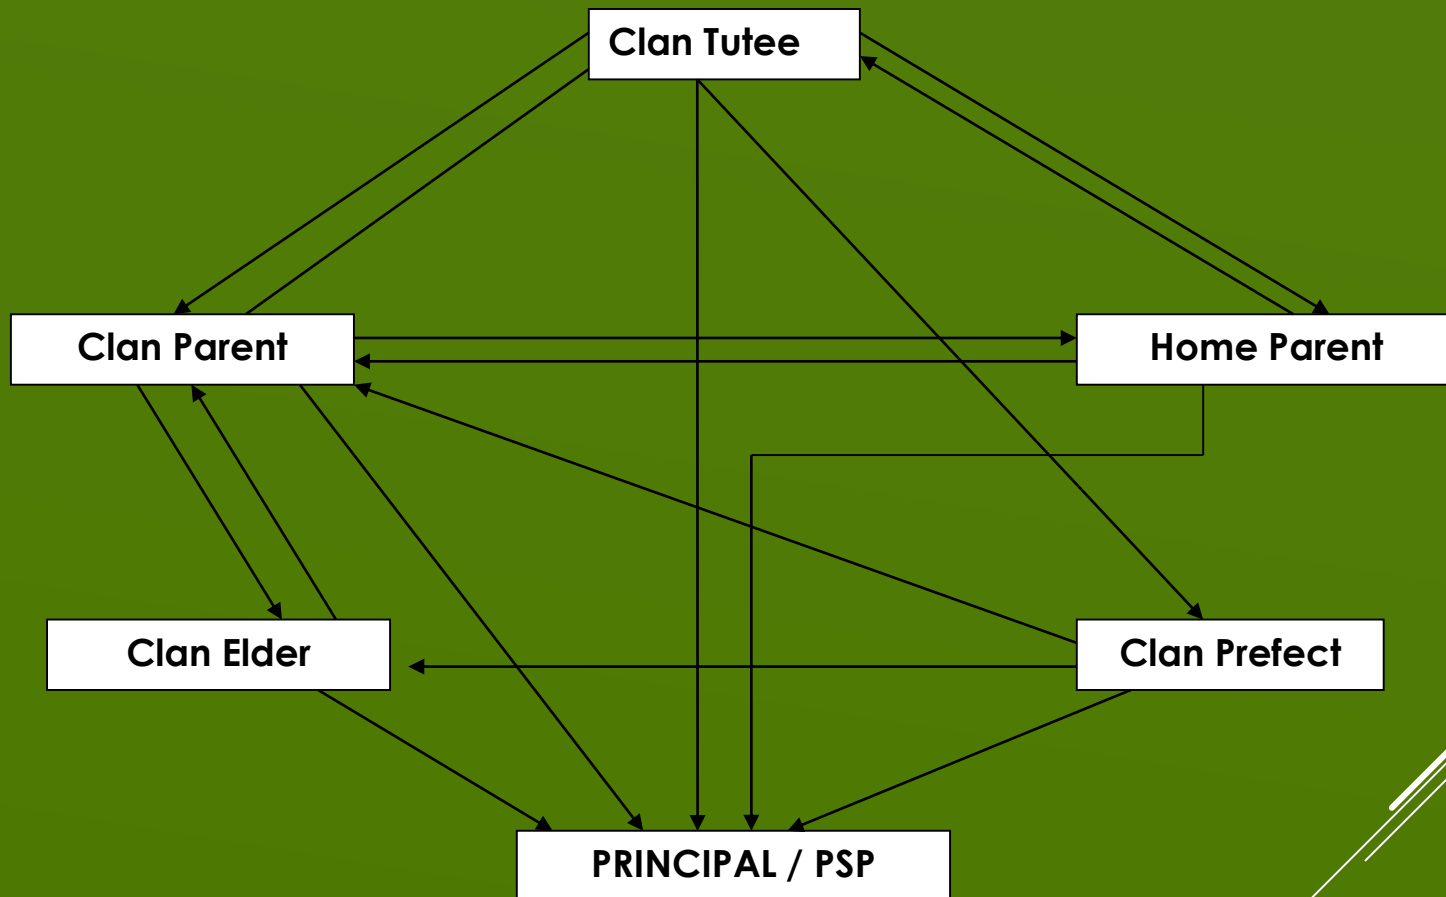 Clan Tutee
Clan Parent
Home Parent
Clan Elder
Clan Prefect
PRINCIPAL / PSP